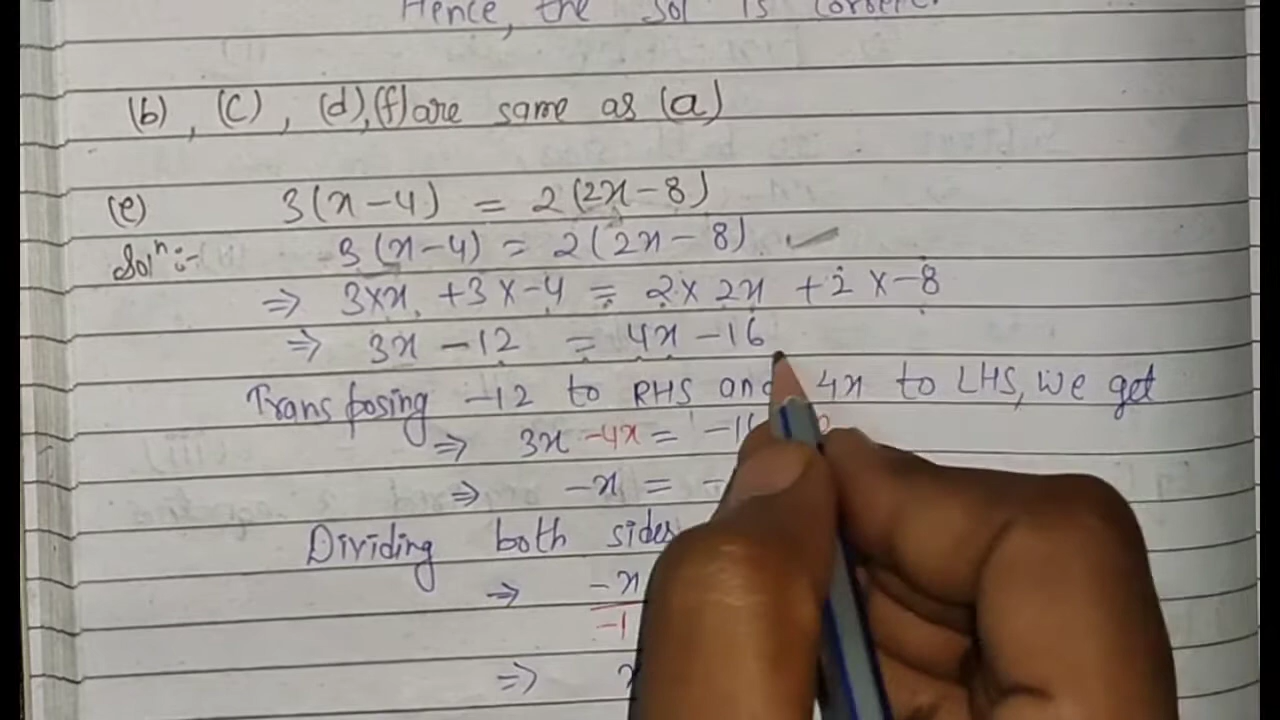 Hence, the sol is correct.
(b), (c), (d),(f) are same as (a)
(e) 3(x-4) = 2(2x-8)
Solⁿ:- 3(x-4) = 2(2x-8)
⇒ 3×x + 3×-4 = 2×2x + 2×-8
⇒ 3x -12 = 4x -16
Transposing -12 to RHS and 4x to LHS, we get
⇒ 3x -4x = -16
⇒ -x = -
Dividing both sides
⇒ -x
-1
⇒ x